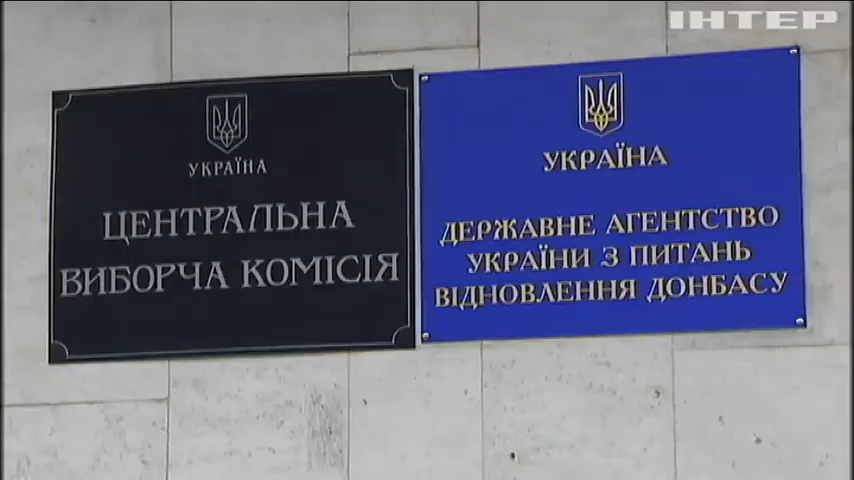 ІНТЕР
УКРАЇНА
ЦЕНТРАЛЬНА
ВИБОРЧА КОМІСІЯ
УКРАЇНА
ДЕРЖАВНЕ АГЕНТСТВО
УКРАЇНИ З ПИТАНЬ
ВІДНОВЛЕННЯ ДОНБАСУ